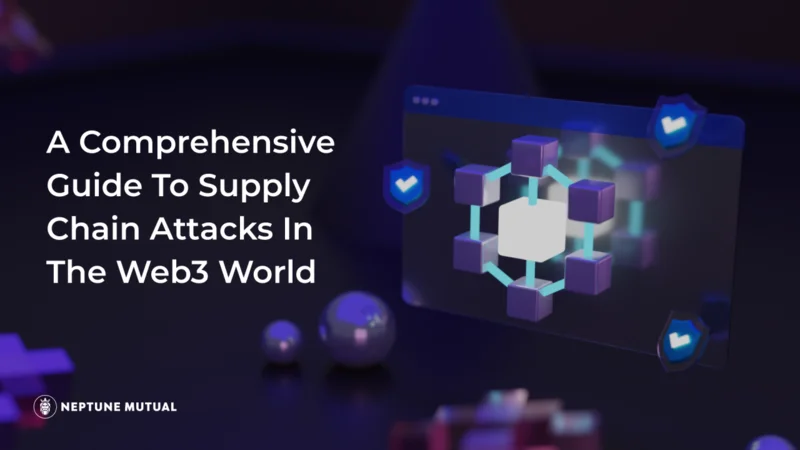 A Comprehensive
Guide To Supply
Chain Attacks In
The Web3 World
NEPTUNE MUTUAL